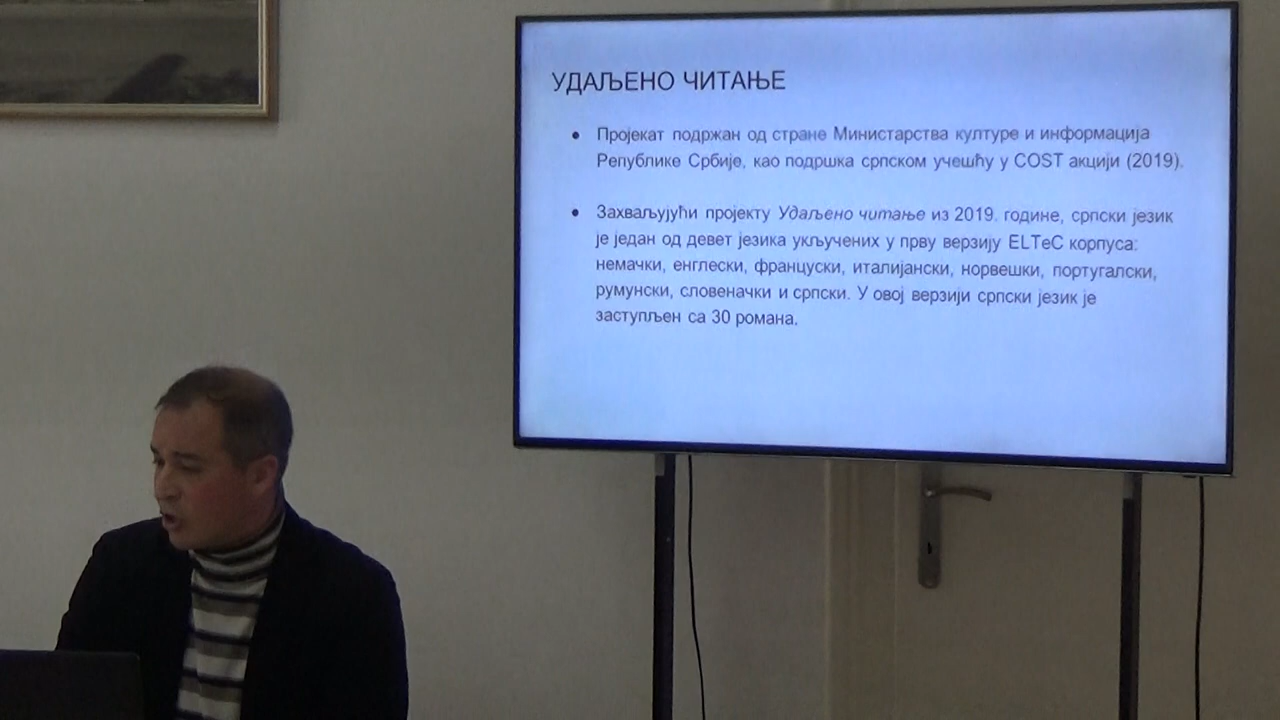 УДАЉЕНО ЧИТАЊЕ
● Пројекат подржан од стране Министарства културе и информација
Републике Србије, као подршка српском учешћу у COST акцији (2019).
● Захваљујући пројекту Удаљено читање из 2019. године, српски језик
је један од девет језика укључених у прву верзију ELTeC корпуса:
немачки, енглески, француски, италијански, норвешки, португалски,
румунски, словеначки и српски. У овој верзији српски језик је
заступљен са 30 романа.